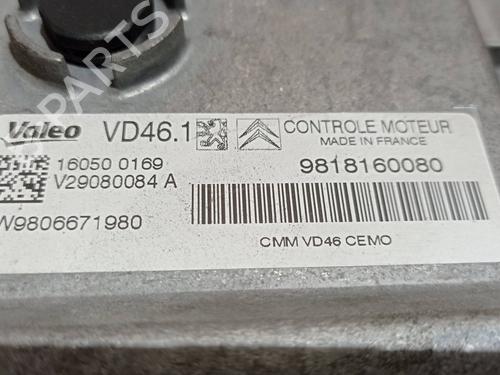 Valeo VD46.1 CONTROLE MOTEUR
MADE IN FRANCE
16050 0169 9818160080
V29080084 A
W9806671980
CMM VD46 CEMO